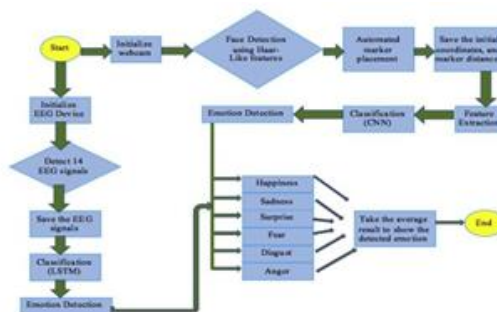 Start
Initialize
webcam
Face Detection
using Haar-
Like features
Automated
marker
placement
Save the initial
coordinates, an
marker distance
Feature
Extraction
Classification
(CNN)
Emotion Detection
Initialize
EEG Device
Detect 14
EEG signals
Save the EEG
signals
Classification
(LSTM)
Emotion Detection
Happiness
Sadness
Surprise
Fear
Disgust
Anger
Take the average
result to show the
detected emotion
End